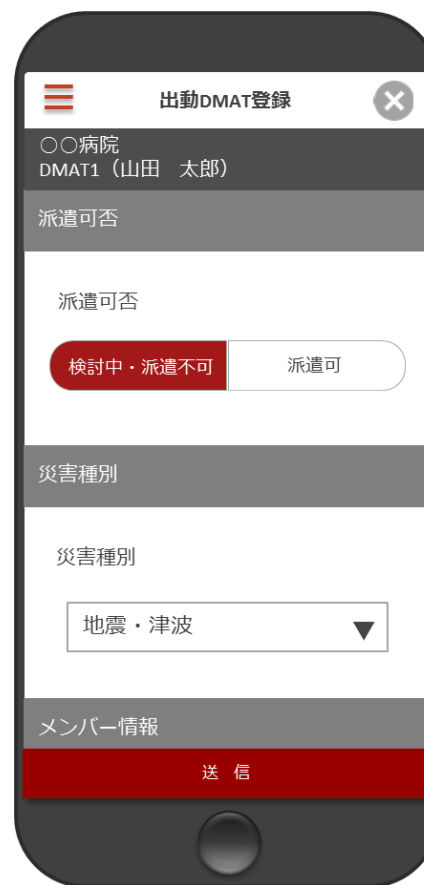 出動DMAT登録
○○病院
DMAT1（山田　太郎）
派遣可否
派遣可否
検討中・派遣不可
派遣可
災害種別
災害種別
地震・津波
メンバー情報
送　信